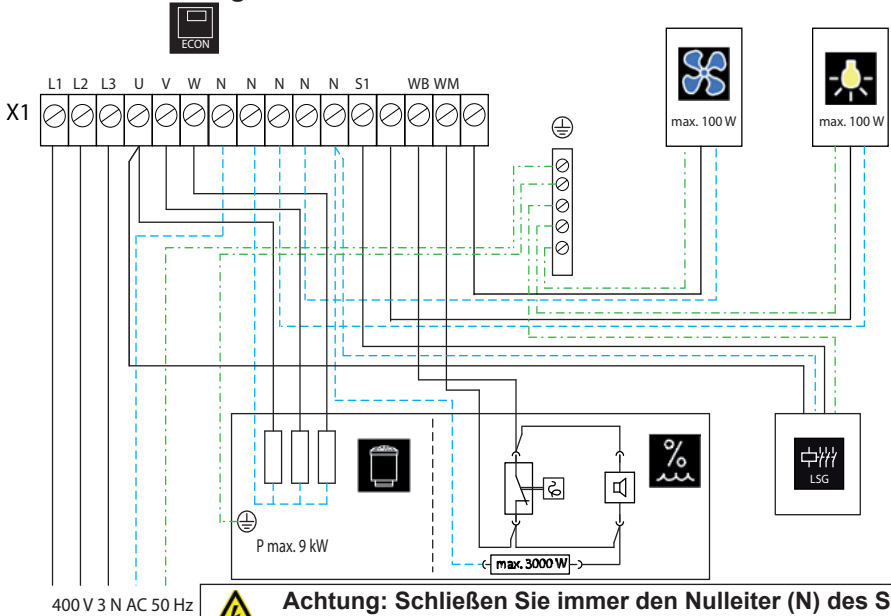 ECON
L1 L2 L3 U V W N N N N N S1 WB WM
X1
max. 100 W
max. 100 W
LSG
%
P max. 9 kW
max. 3000 W
400 V 3 N AC 50 Hz
Achtung: Schließen Sie immer den Nulleiter (N) des S